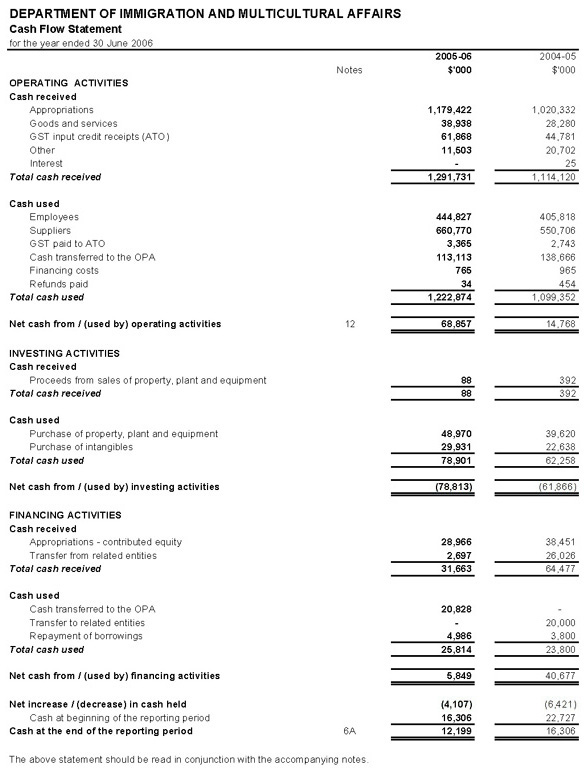 DEPARTMENT OF IMMIGRATION AND MULTICULTURAL AFFAIRS
Cash Flow Statement
for the year ended 30 June 2006
2005-06 2004-05
Notes $'000 $'000
OPERATING ACTIVITIES
Cash received
Appropriations 1,179,422 1,020,332
Goods and services 38,938 28,280
GST input credit receipts (ATO) 61,868 44,781
Other 11,503 20,702
Interest - 25
Total cash received 1,291,731 1,114,120
Cash used
Employees 444,827 405,818
Suppliers 660,770 550,706
GST paid to ATO 3,365 2,743
Cash transferred to the OPA 113,113 138,666
Financing costs 765 965
Refunds paid 34 454
Total cash used 1,222,874 1,099,352
Net cash from / (used by) operating activities 12 68,857 14,768
INVESTING ACTIVITIES
Cash received
Proceeds from sales of property, plant and equipment 88 392
Total cash received 88 392
Cash used
Purchase of property, plant and equipment 48,970 39,620
Purchase of intangibles 29,931 22,638
Total cash used 78,901 62,258
Net cash from / (used by) investing activities (78,813) (61,866)
FINANCING ACTIVITIES
Cash received
Appropriations - contributed equity 28,966 38,451
Transfer from related entities 2,697 26,026
Total cash received 31,663 64,477
Cash used
Cash transferred to the OPA 20,828 -
Transfer to related entities - 20,000
Repayment of borrowings 4,986 3,800
Total cash used 25,814 23,800
Net cash from / (used by) financing activities 5,849 40,677
Net increase / (decrease) in cash held (4,107) (6,421)
Cash at beginning of the reporting period 16,306 22,727
Cash at the end of the reporting period 6A 12,199 16,306
The above statement should be read in conjunction with the accompanying notes.